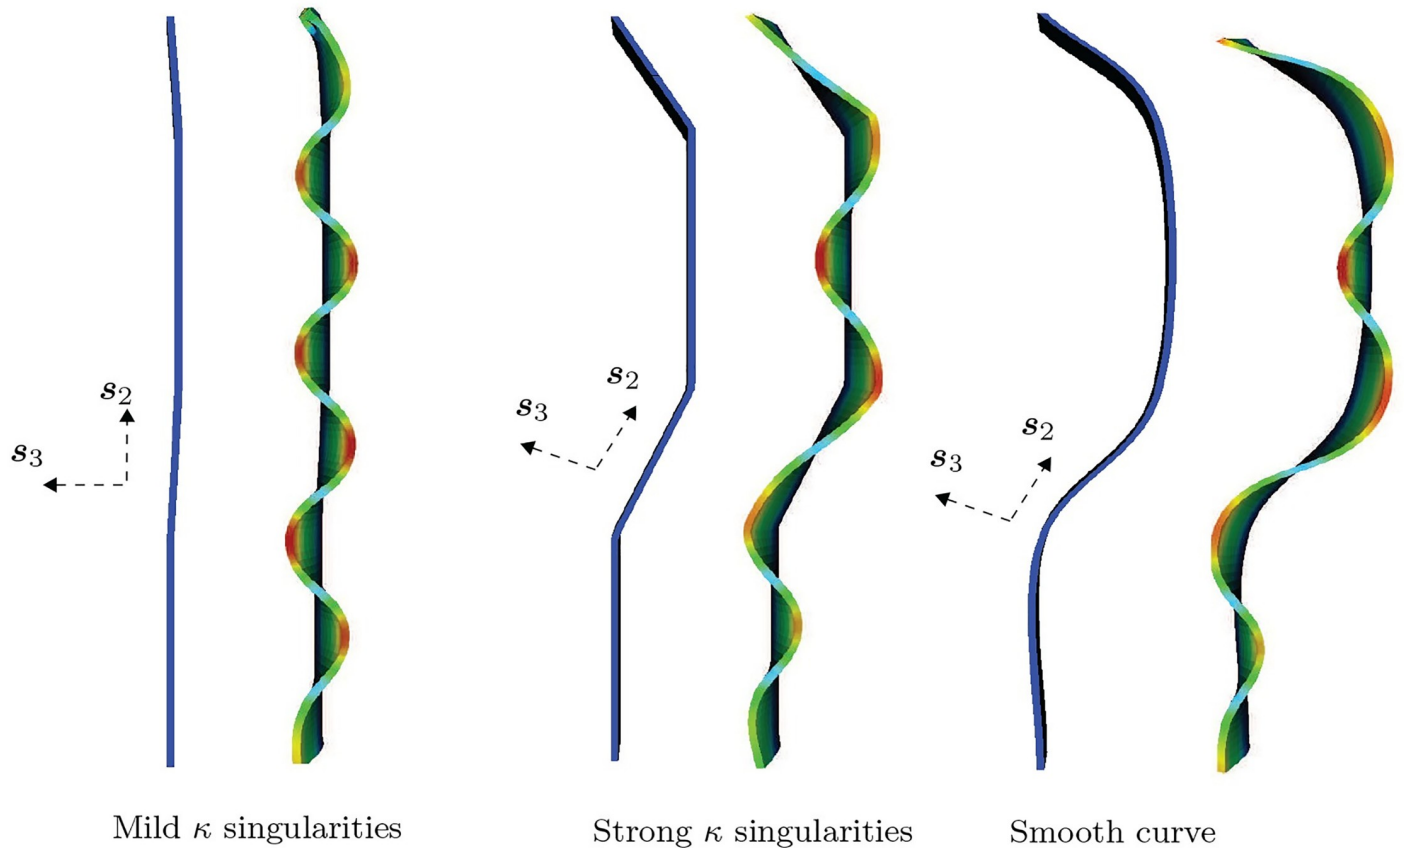 s2
s3
s2
s3
s2
s3
Mild κ singularities
Strong κ singularities
Smooth curve